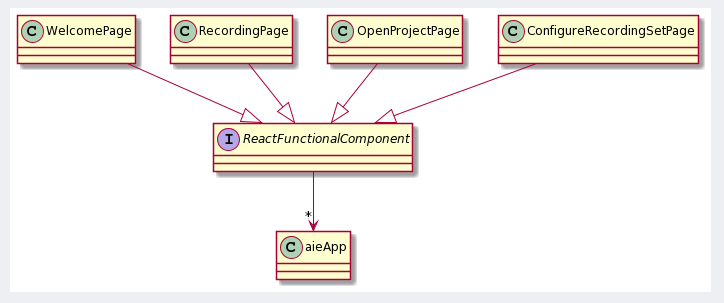 C WelcomePage
C RecordingPage
C OpenProjectPage
C ConfigureRecordingSetPage
I ReactFunctionalComponent
*
C aieApp